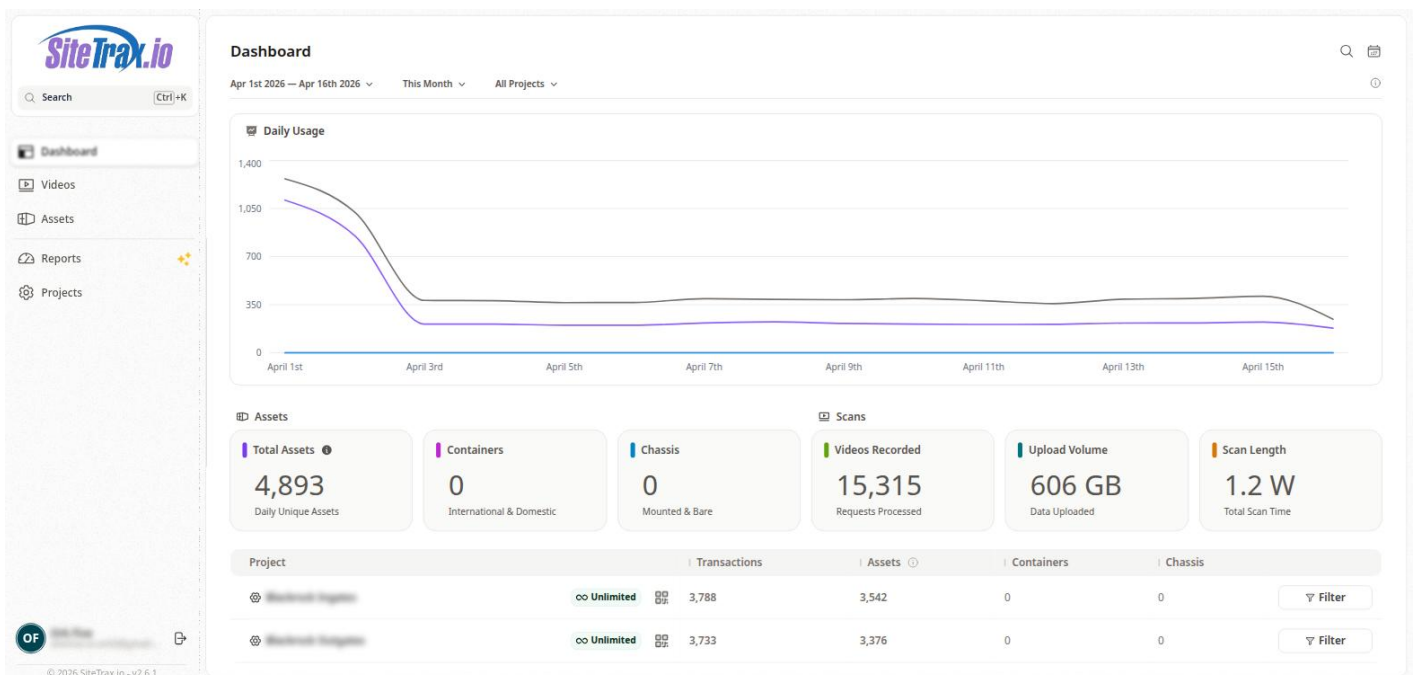 SiteTrax.io
Search Ctrl+K
Dashboard
Videos
Assets
Reports
Projects
OF
© 2026 SiteTrax.io - v2.6.1
Dashboard
Apr 1st 2026 — Apr 16th 2026 This Month All Projects
Daily Usage
1,400
1,050
700
350
0
April 1st April 3rd April 5th April 7th April 9th April 11th April 13th April 15th
Assets Scans
Total Assets Containers Chassis Videos Recorded Upload Volume Scan Length
4,893 0 0 15,315 606 GB 1.2 W
Daily Unique Assets International & Domestic Mounted & Bare Requests Processed Data Uploaded Total Scan Time
Project Transactions Assets Containers Chassis
Unlimited 3,788 3,542 0 0 Filter
Unlimited 3,733 3,376 0 0 Filter